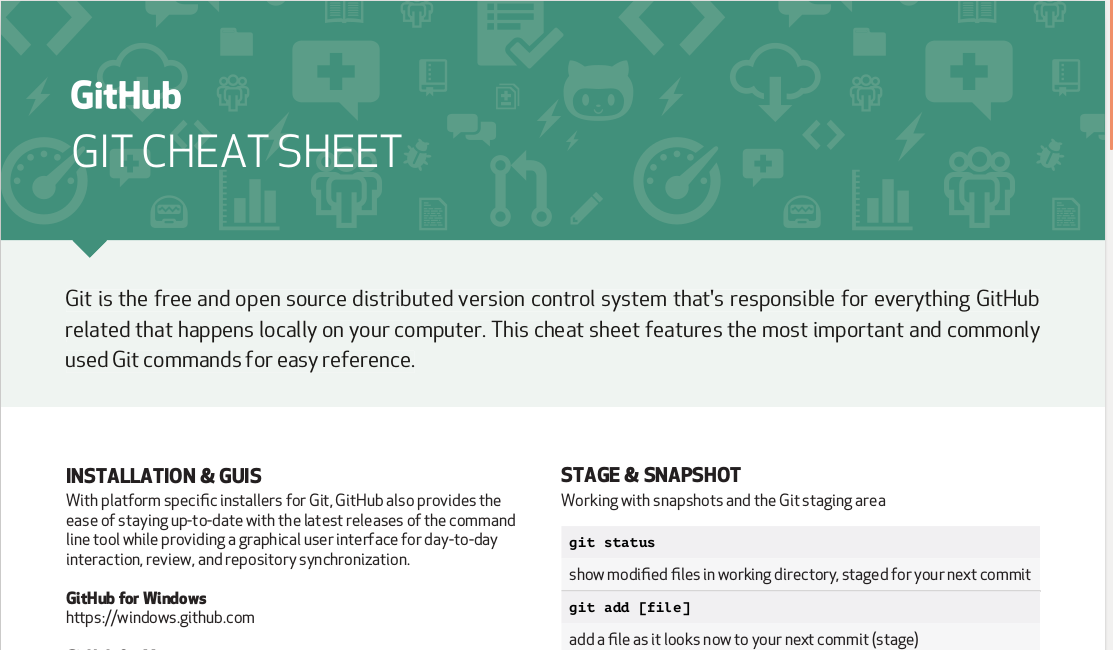 GitHub
GIT CHEAT SHEET
Git is the free and open source distributed version control system that's responsible for everything GitHub
related that happens locally on your computer. This cheat sheet features the most important and commonly
used Git commands for easy reference.
INSTALLATION & GUIS
With platform specific installers for Git, GitHub also provides the
ease of staying up-to-date with the latest releases of the command
line tool while providing a graphical user interface for day-to-day
interaction, review, and repository synchronization.
GitHub for Windows
https://windows.github.com
STAGE & SNAPSHOT
Working with snapshots and the Git staging area
git status
show modified files in working directory, staged for your next commit
git add [file]
add a file as it looks now to your next commit (stage)